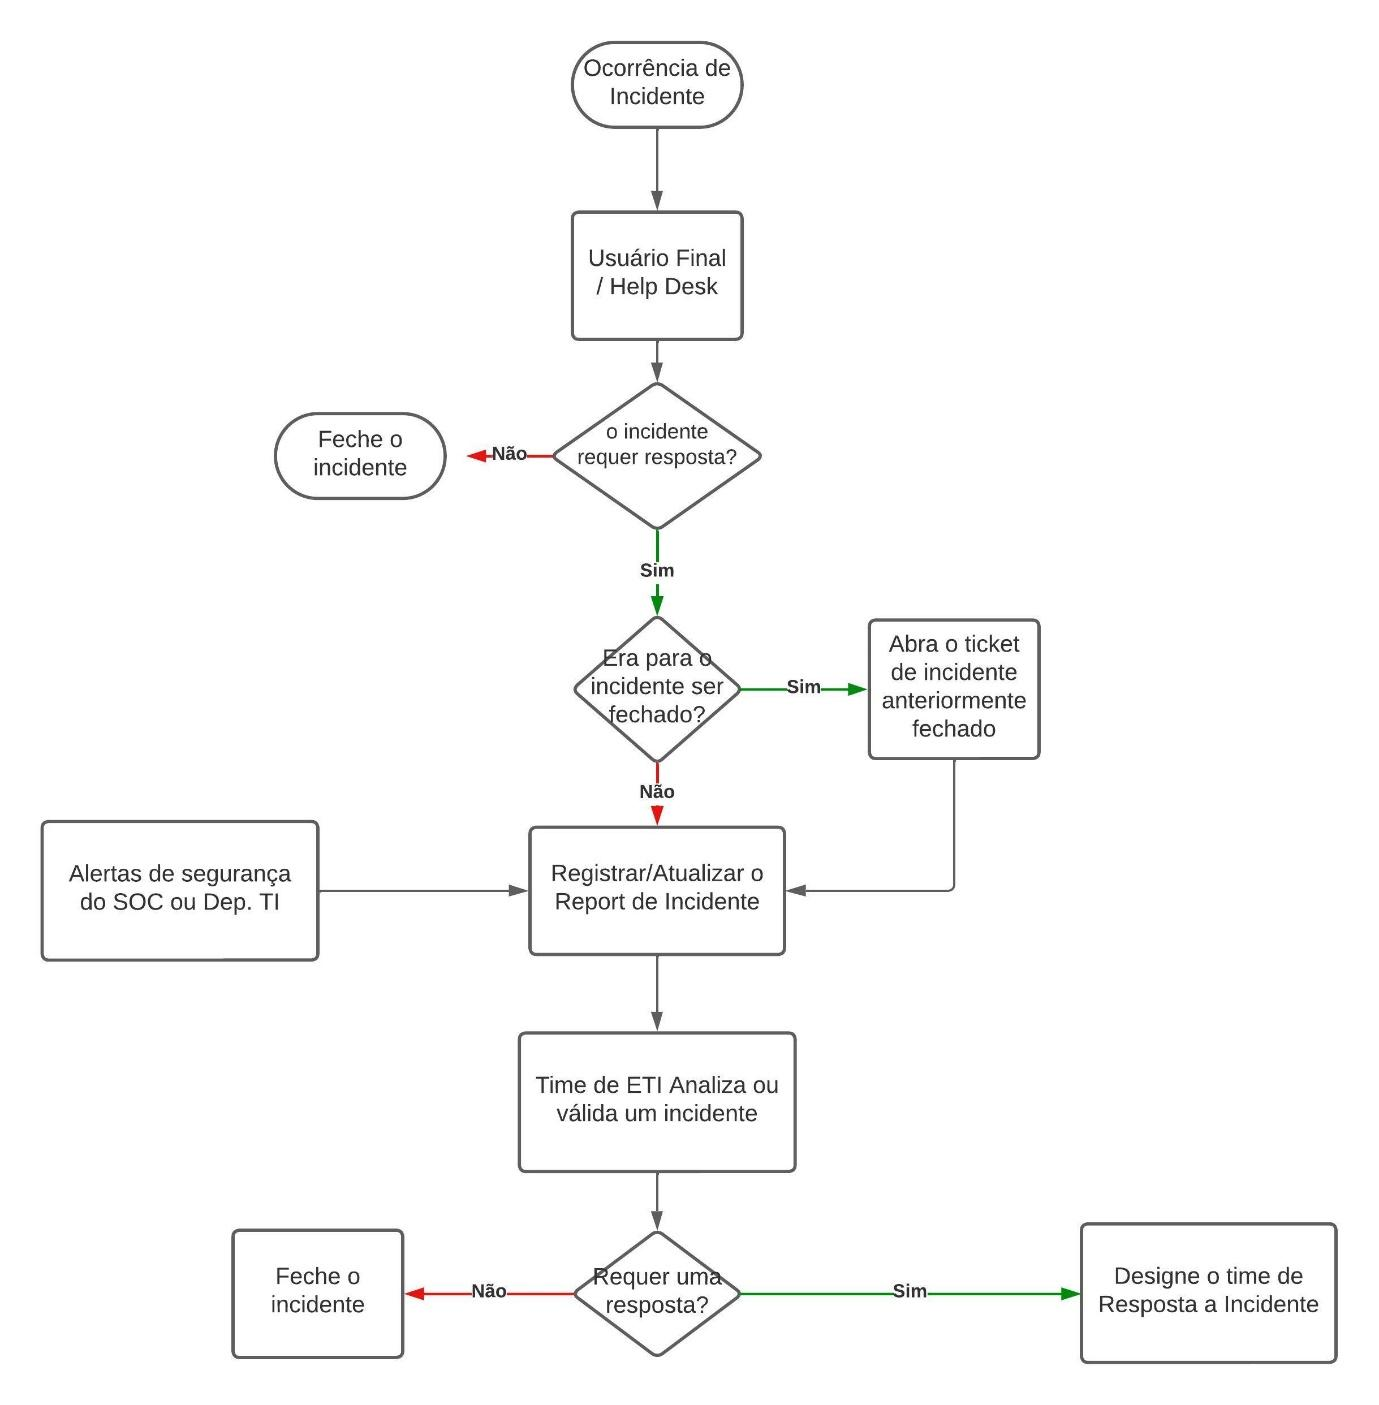 Ocorrência de
Incidente
Usuário Final
/ Help Desk
o incidente
requer resposta?
Não
Feche o
incidente
Sim
Era para o
incidente ser
fechado?
Sim
Abra o ticket
de incidente
anteriormente
fechado
Não
Alertas de segurança
do SOC ou Dep. TI
Registrar/Atualizar o
Report de Incidente
Time de ETI Analiza ou
válida um incidente
Requer uma
resposta?
Não
Feche o
incidente
Sim
Designe o time de
Resposta a Incidente